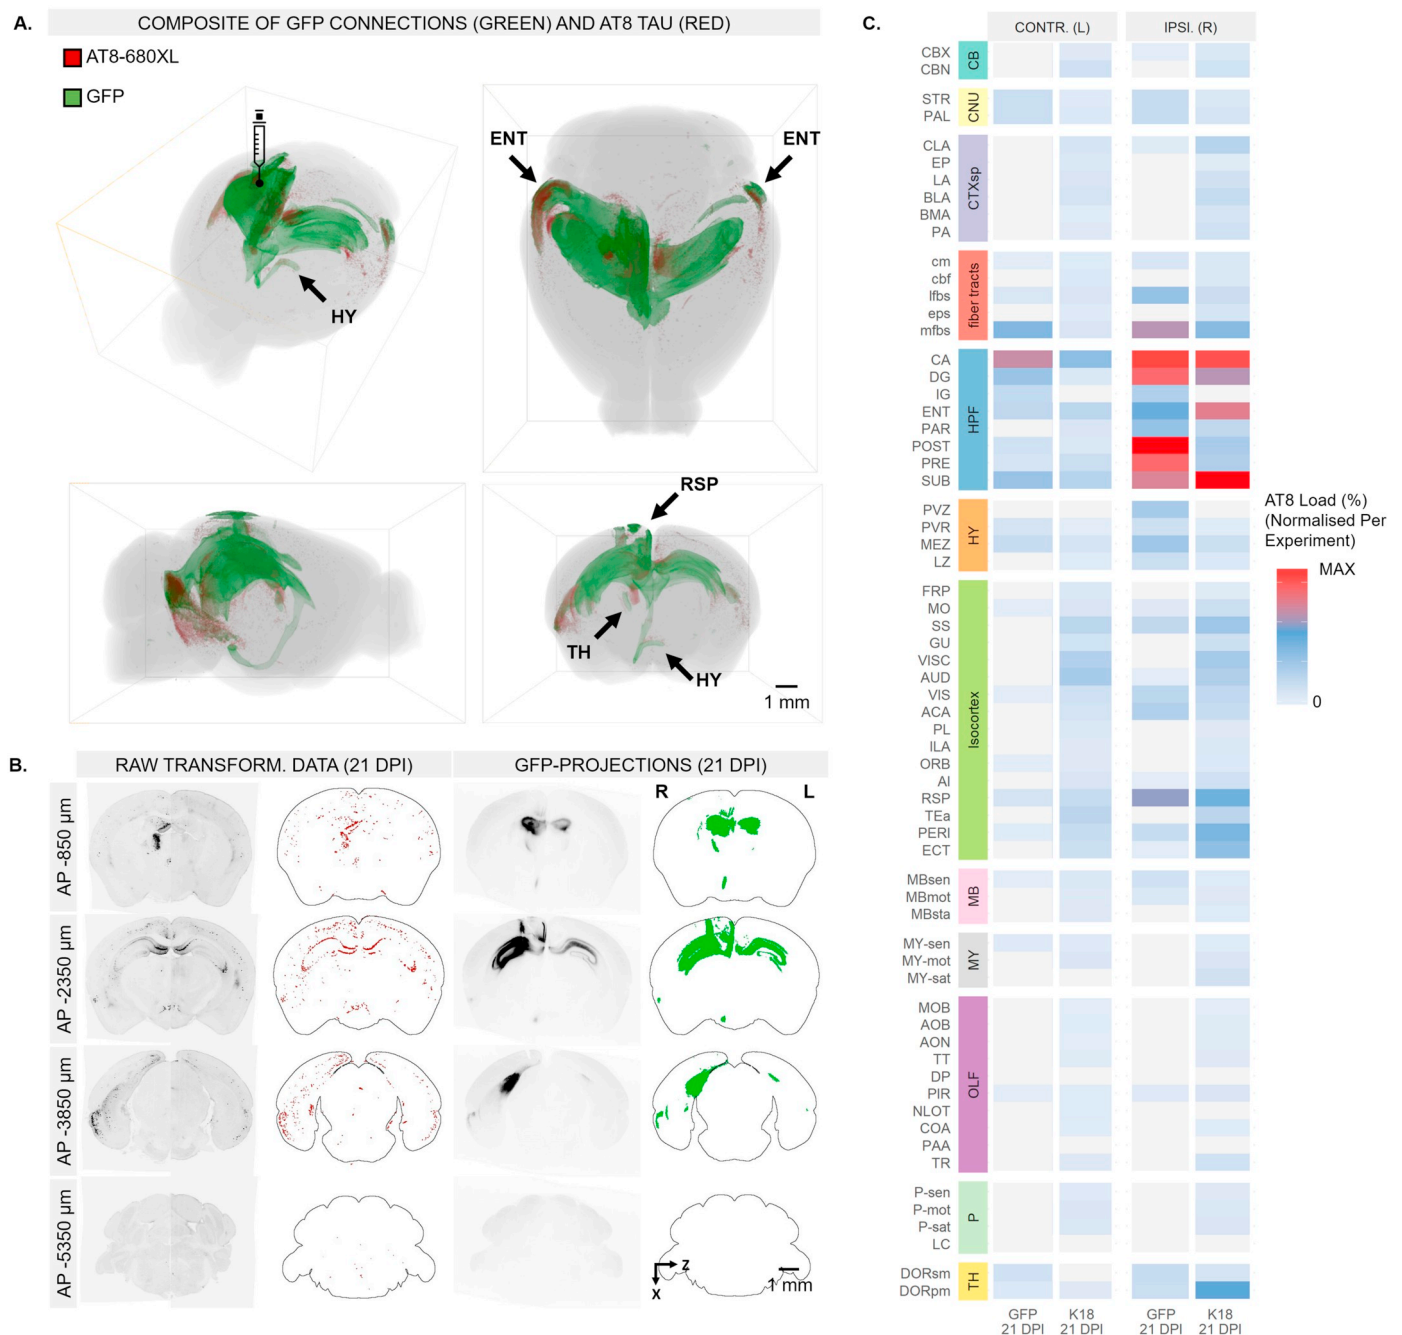 A.
COMPOSITE OF GFP CONNECTIONS (GREEN) AND AT8 TAU (RED)
AT8-680XL
GFP
HY
ENT
ENT
RSP
TH
HY
1 mm
B.
RAW TRANSFORM. DATA (21 DPI)
GFP-PROJECTIONS (21 DPI)
R
L
AP -850 µm
AP -2350 µm
AP -3850 µm
AP -5350 µm
Z
X
1 mm
C.
CONTR. (L)
IPSI. (R)
CBX
CBN
CB
STR
PAL
CNU
CLA
EP
LA
BLA
BMA
PA
CTXsp
cm
cbf
lfbs
eps
mfbs
fiber tracts
CA
DG
IG
ENT
PAR
POST
PRE
SUB
HPF
PVZ
PVR
MEZ
LZ
HY
FRP
MO
SS
GU
VISC
AUD
VIS
ACA
PL
ILA
ORB
AI
RSP
TEa
PERI
ECT
Isocortex
MBsen
MBmot
MBsta
MB
MY-sen
MY-mot
MY-sat
MY
MOB
AOB
AON
TT
DP
PIR
NLOT
COA
PAA
TR
OLF
P-sen
P-mot
P-sat
LC
P
DORsm
DORpm
TH
GFP
21 DPI
K18
21 DPI
GFP
21 DPI
K18
21 DPI
AT8 Load (%)
(Normalised Per
Experiment)
MAX
0